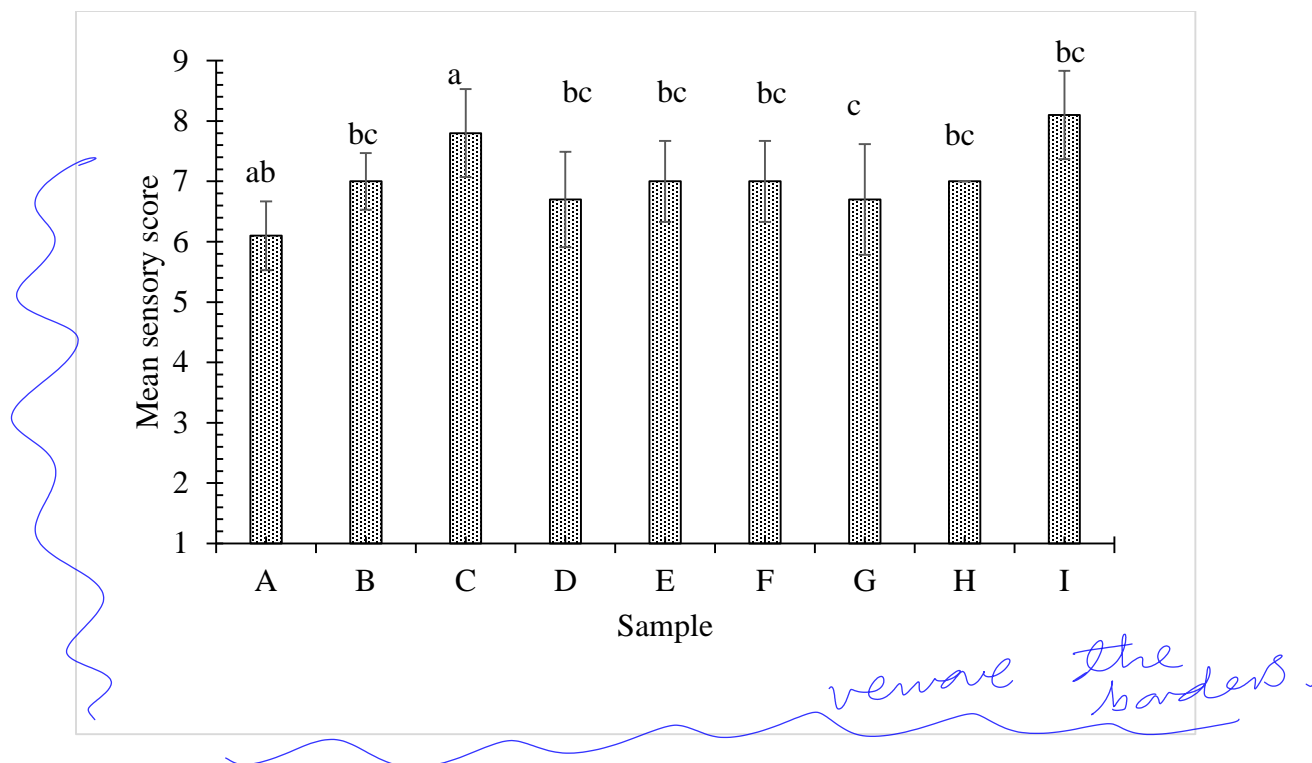 9
a
bc
bc
bc
bc
bc
c
bc
ab
8
7
6
5
4
3
2
1
Mean sensory score
A B C D E F G H I
Sample
remove the
borders.